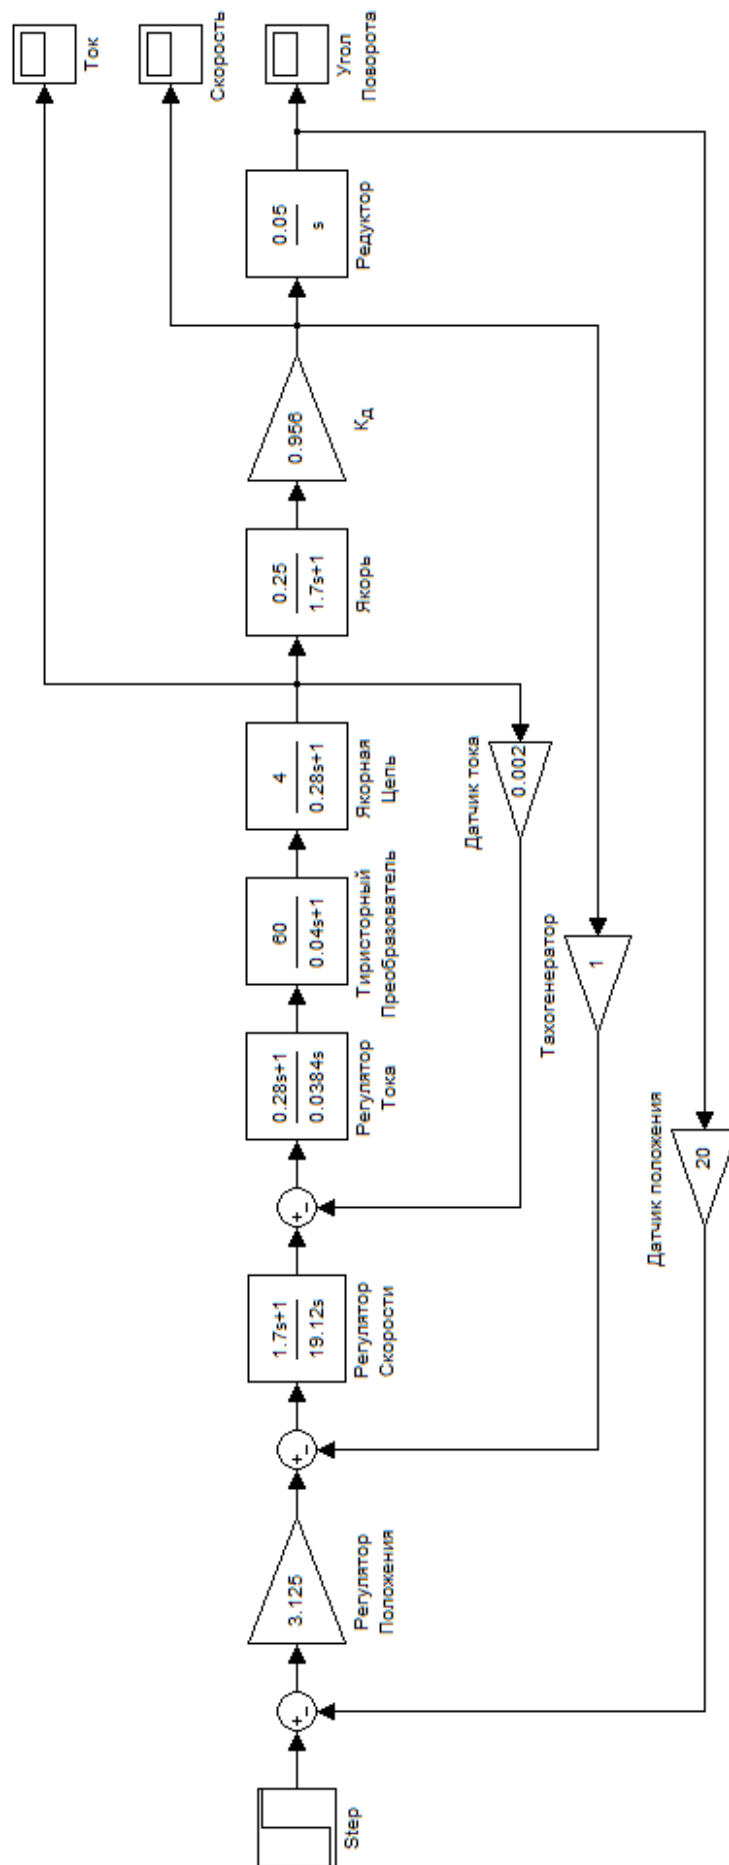 Step
+
-
3.125
Регулятор
Положения
+
-
1.7s+1
19.12s
Регулятор
Скорости
+
-
0.28s+1
0.0384s
Регулятор
Тока
60
0.04s+1
Тиристорный
Преобразователь
4
0.28s+1
Якорная
Цепь
0.25
1.7s+1
Якорь
0.956
Кд
0.05
s
Редуктор
Ток
Скорость
Угол
Поворота
Датчик тока
0.002
Тахогенератор
1
Датчик положения
20